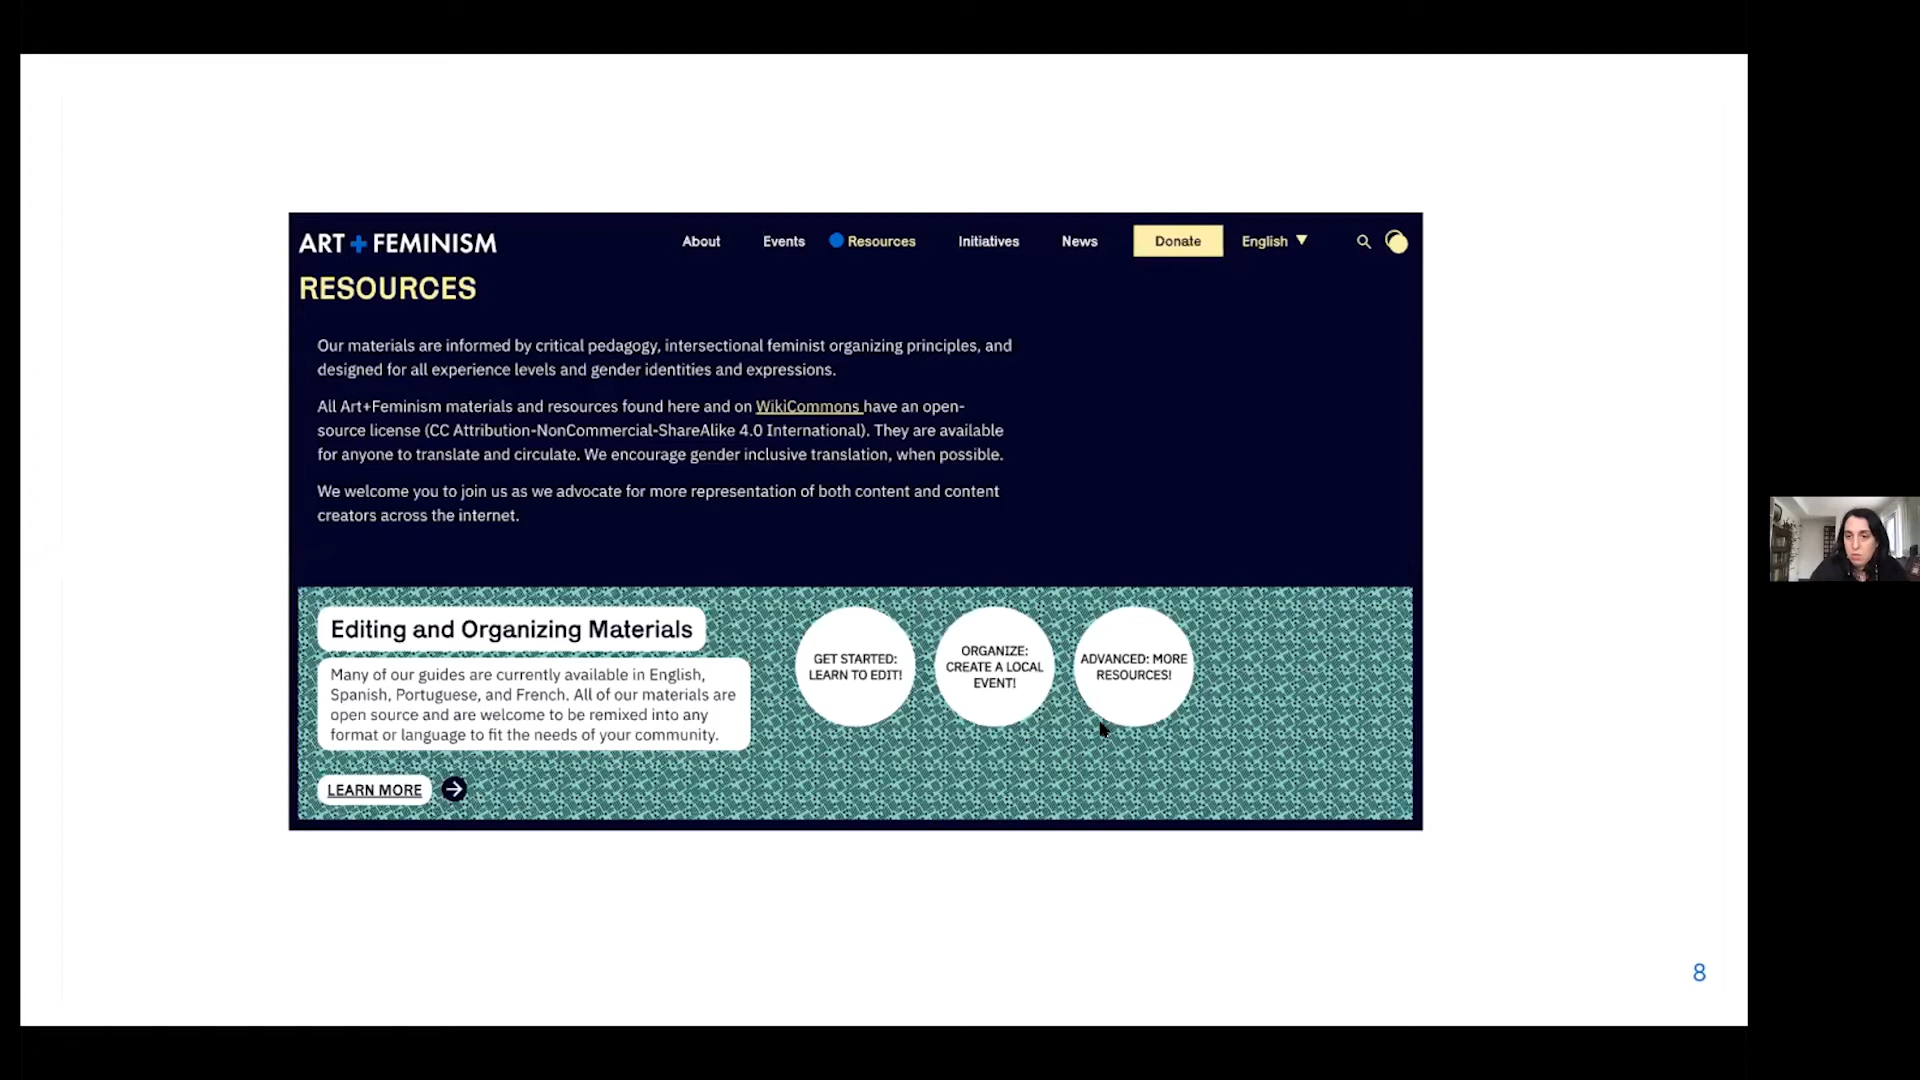 ART + FEMINISM
About Events Resources Initiatives News Donate English
RESOURCES
Our materials are informed by critical pedagogy, intersectional feminist organizing principles, and
designed for all experience levels and gender identities and expressions.
All Art+Feminism materials and resources found here and on WikiCommons have an open-
source license (CC Attribution-NonCommercial-ShareAlike 4.0 International). They are available
for anyone to translate and circulate. We encourage gender inclusive translation, when possible.
We welcome you to join us as we advocate for more representation of both content and content
creators across the internet.
Editing and Organizing Materials
Many of our guides are currently available in English,
Spanish, Portuguese, and French. All of our materials are
open source and are welcome to be remixed into any
format or language to fit the needs of your community.
LEARN MORE
GET STARTED:
LEARN TO EDIT!
ORGANIZE:
CREATE A LOCAL
EVENT!
ADVANCED: MORE
RESOURCES!
8